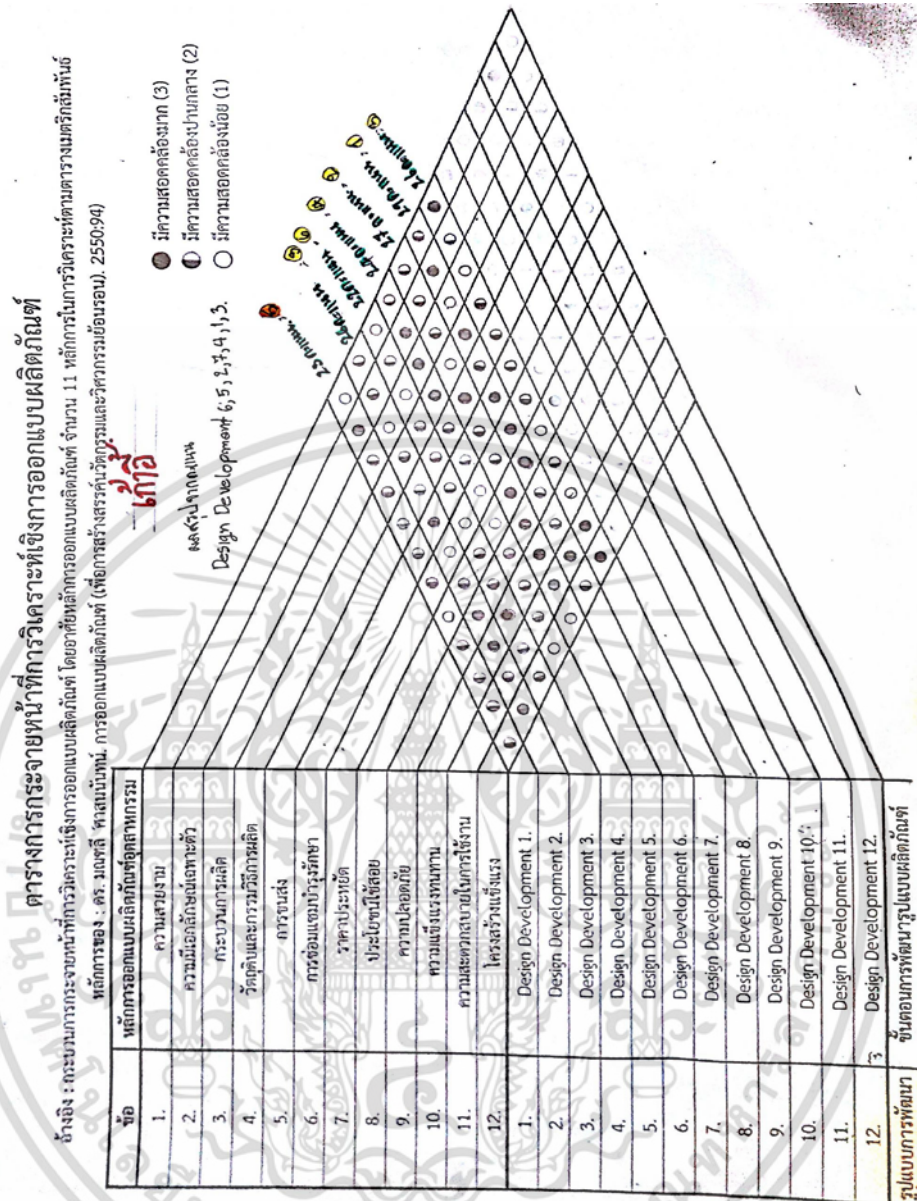 ตารางการกระจายหน้าที่การวิเคราะห์เชิงการออกแบบผลิตภัณฑ์
อ้างอิง : กระบวนการกระจายหน้าที่การวิเคราะห์เชิงการออกแบบผลิตภัณฑ์ โดยอาศัยหลักการออกแบบผลิตภัณฑ์ จำนวน 11 หลักการในการวิเคราะห์ตามตารางเมตริกสัมพันธ์
หลักการของ : ดร. มณฑลี ศาสนนันทน์. การออกแบบผลิตภัณฑ์ (เพื่อการสร้างสรรค์นวัตกรรมและวิศวกรรมย้อนรอย). 2550:94)
เก้าอี้
มีความสอดคล้องมาก (3)
มีความสอดคล้องปานกลาง (2)
มีความสอดคล้องน้อย (1)
ผลสรุปจากคะแนน
Design Development 6, 5, 2, 7, 4, 1, 3.
ข้อ หลักการออกแบบผลิตภัณฑ์อุตสาหกรรม
1. ความสวยงาม
2. ความมีเอกลักษณ์เฉพาะตัว
3. กระบวนการผลิต
4. วัตถุดิบและกรรมวิธีการผลิต
5. การขนส่ง
6. การซ่อมแซมบำรุงรักษา
7. ราคาประหยัด
8. ประโยชน์ใช้สอย
9. ความปลอดภัย
10. ความแข็งแรงทนทาน
11. ความสะดวกสบายในการใช้งาน
12. โครงสร้างแข็งแรง
1. Design Development 1.
2. Design Development 2.
3. Design Development 3.
4. Design Development 4.
5. Design Development 5.
6. Design Development 6.
7. Design Development 7.
8. Design Development 8.
9. Design Development 9.
10. Design Development 10.
11. Design Development 11.
12. Design Development 12.
รูปแบบการพัฒนา ขั้นตอนการพัฒนารูปแบบผลิตภัณฑ์